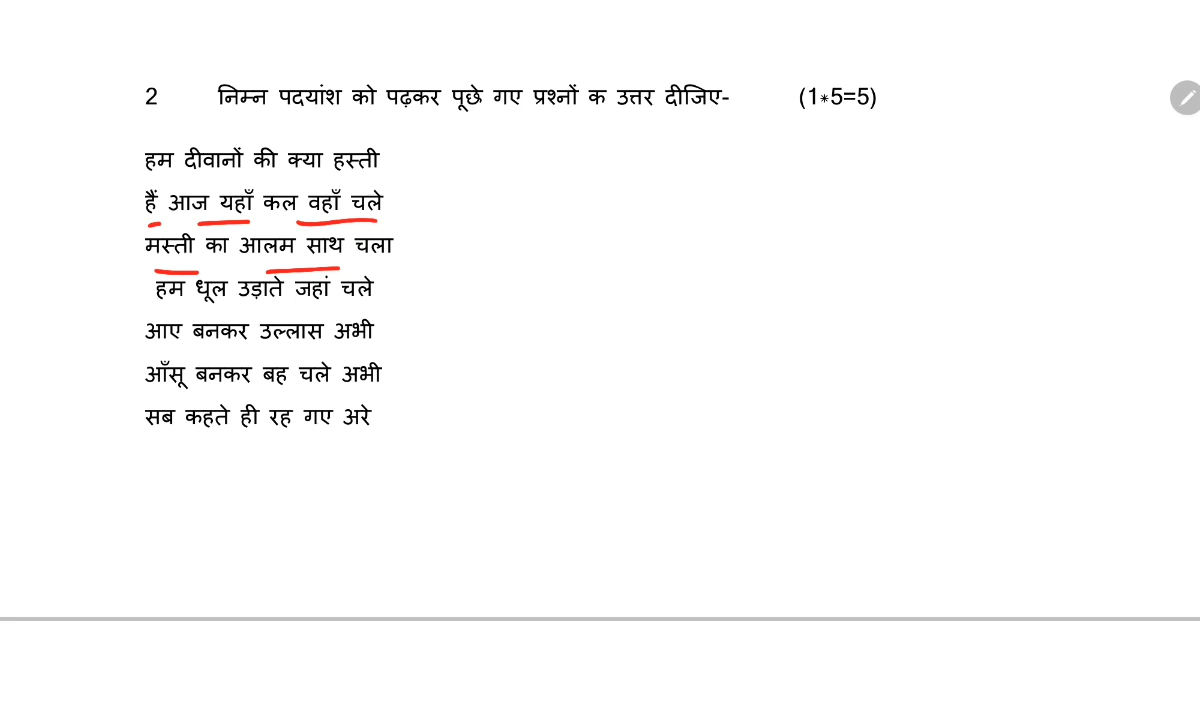 2 निम्न पदयांश को पढ़कर पूछे गए प्रश्नों क उत्तर दीजिए- (1*5=5)
हम दीवानों की क्या हस्ती
हैं आज यहाँ कल वहाँ चले
मस्ती का आलम साथ चला
हम धूल उड़ाते जहां चले
आए बनकर उल्लास अभी
आँसू बनकर बह चले अभी
सब कहते ही रह गए अरे